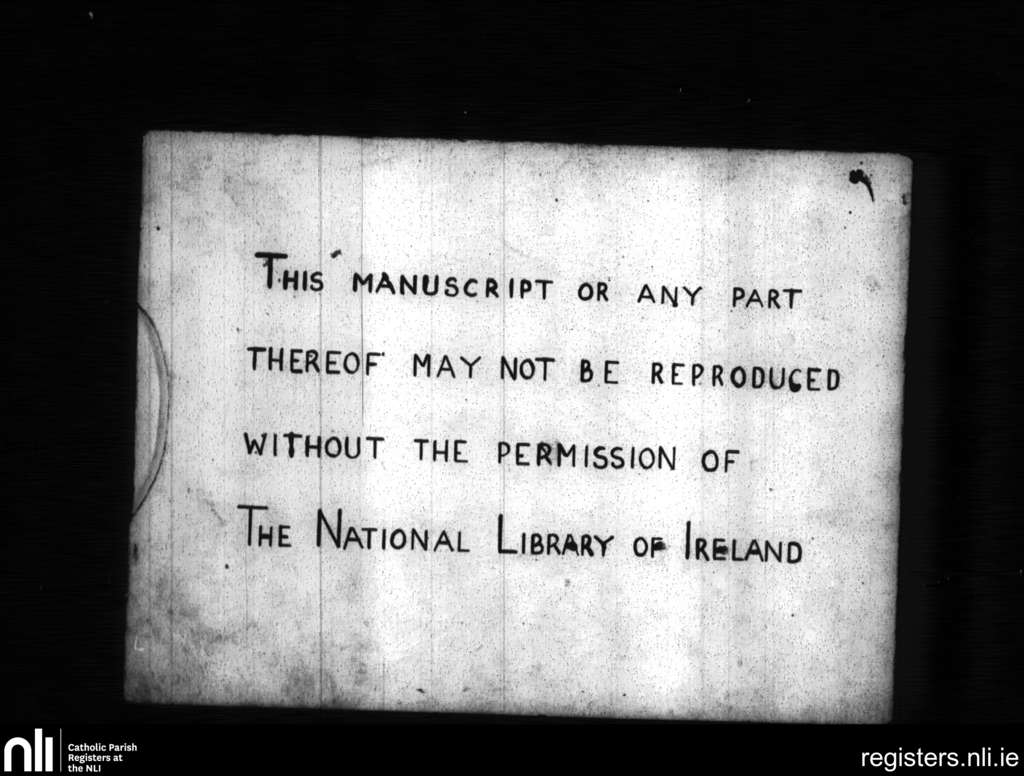 THIS MANUSCRIPT OR ANY PART
THEREOF MAY NOT BE REPRODUCED
WITHOUT THE PERMISSION OF
THE NATIONAL LIBRARY OF IRELAND
nli
Catholic Parish
Registers at
the NLI
registers.nli.ie